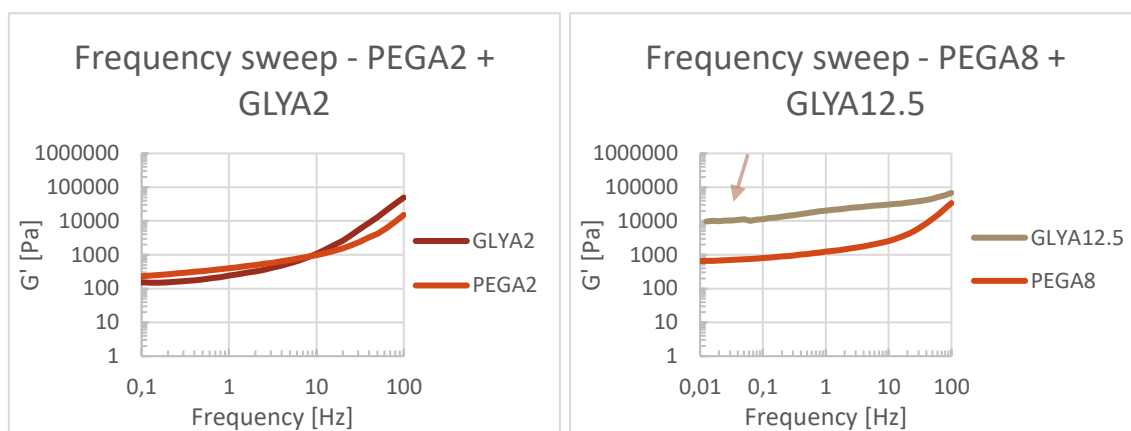 Frequency sweep - PEGA2 +
GLYA2
1000000
100000
10000
1000
100
10
1
G' [Pa]
0,1
1
10
100
Frequency [Hz]
GLYA2
PEGA2
Frequency sweep - PEGA8 +
GLYA12.5
1000000
100000
10000
1000
100
10
1
G' [Pa]
0,01
0,1
1
10
100
Frequency [Hz]
GLYA12.5
PEGA8